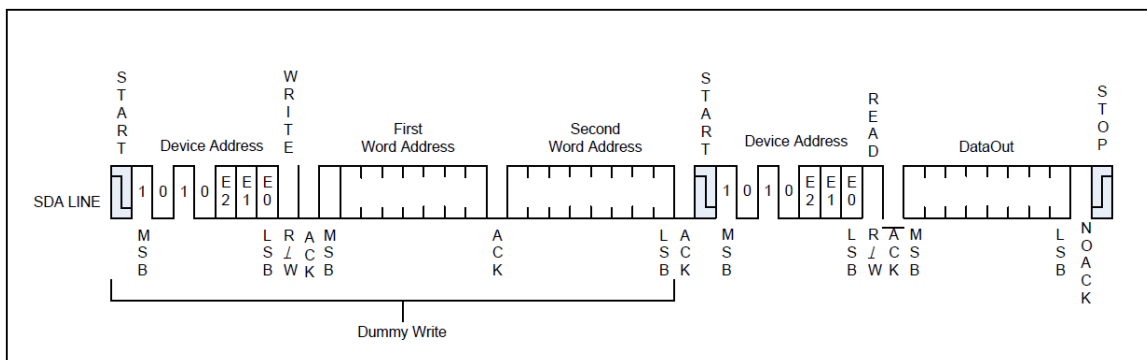 START
WRITE
START
READ
STOP
Device Address
First
Word Address
Second
Word Address
Device Address
DataOut
SDA LINE
1 0 1 0 E2 E1 E0
1 0 1 0 E2 E1 E0
MSB
LSB
R/W
ACK
MSB
ACK
LSB
ACK
MSB
LSB
R/W
ACK
MSB
LSB
NOACK
Dummy Write